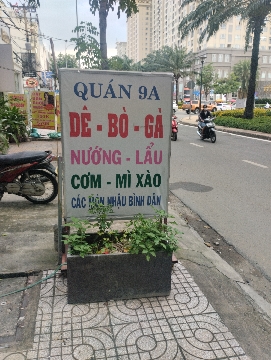 QUÁN 9A
DÊ - BÒ - GÀ
NƯỚNG - LẨU
CƠM - MÌ XÀO
CÁC MÓN NHẬU BÌNH DÂN